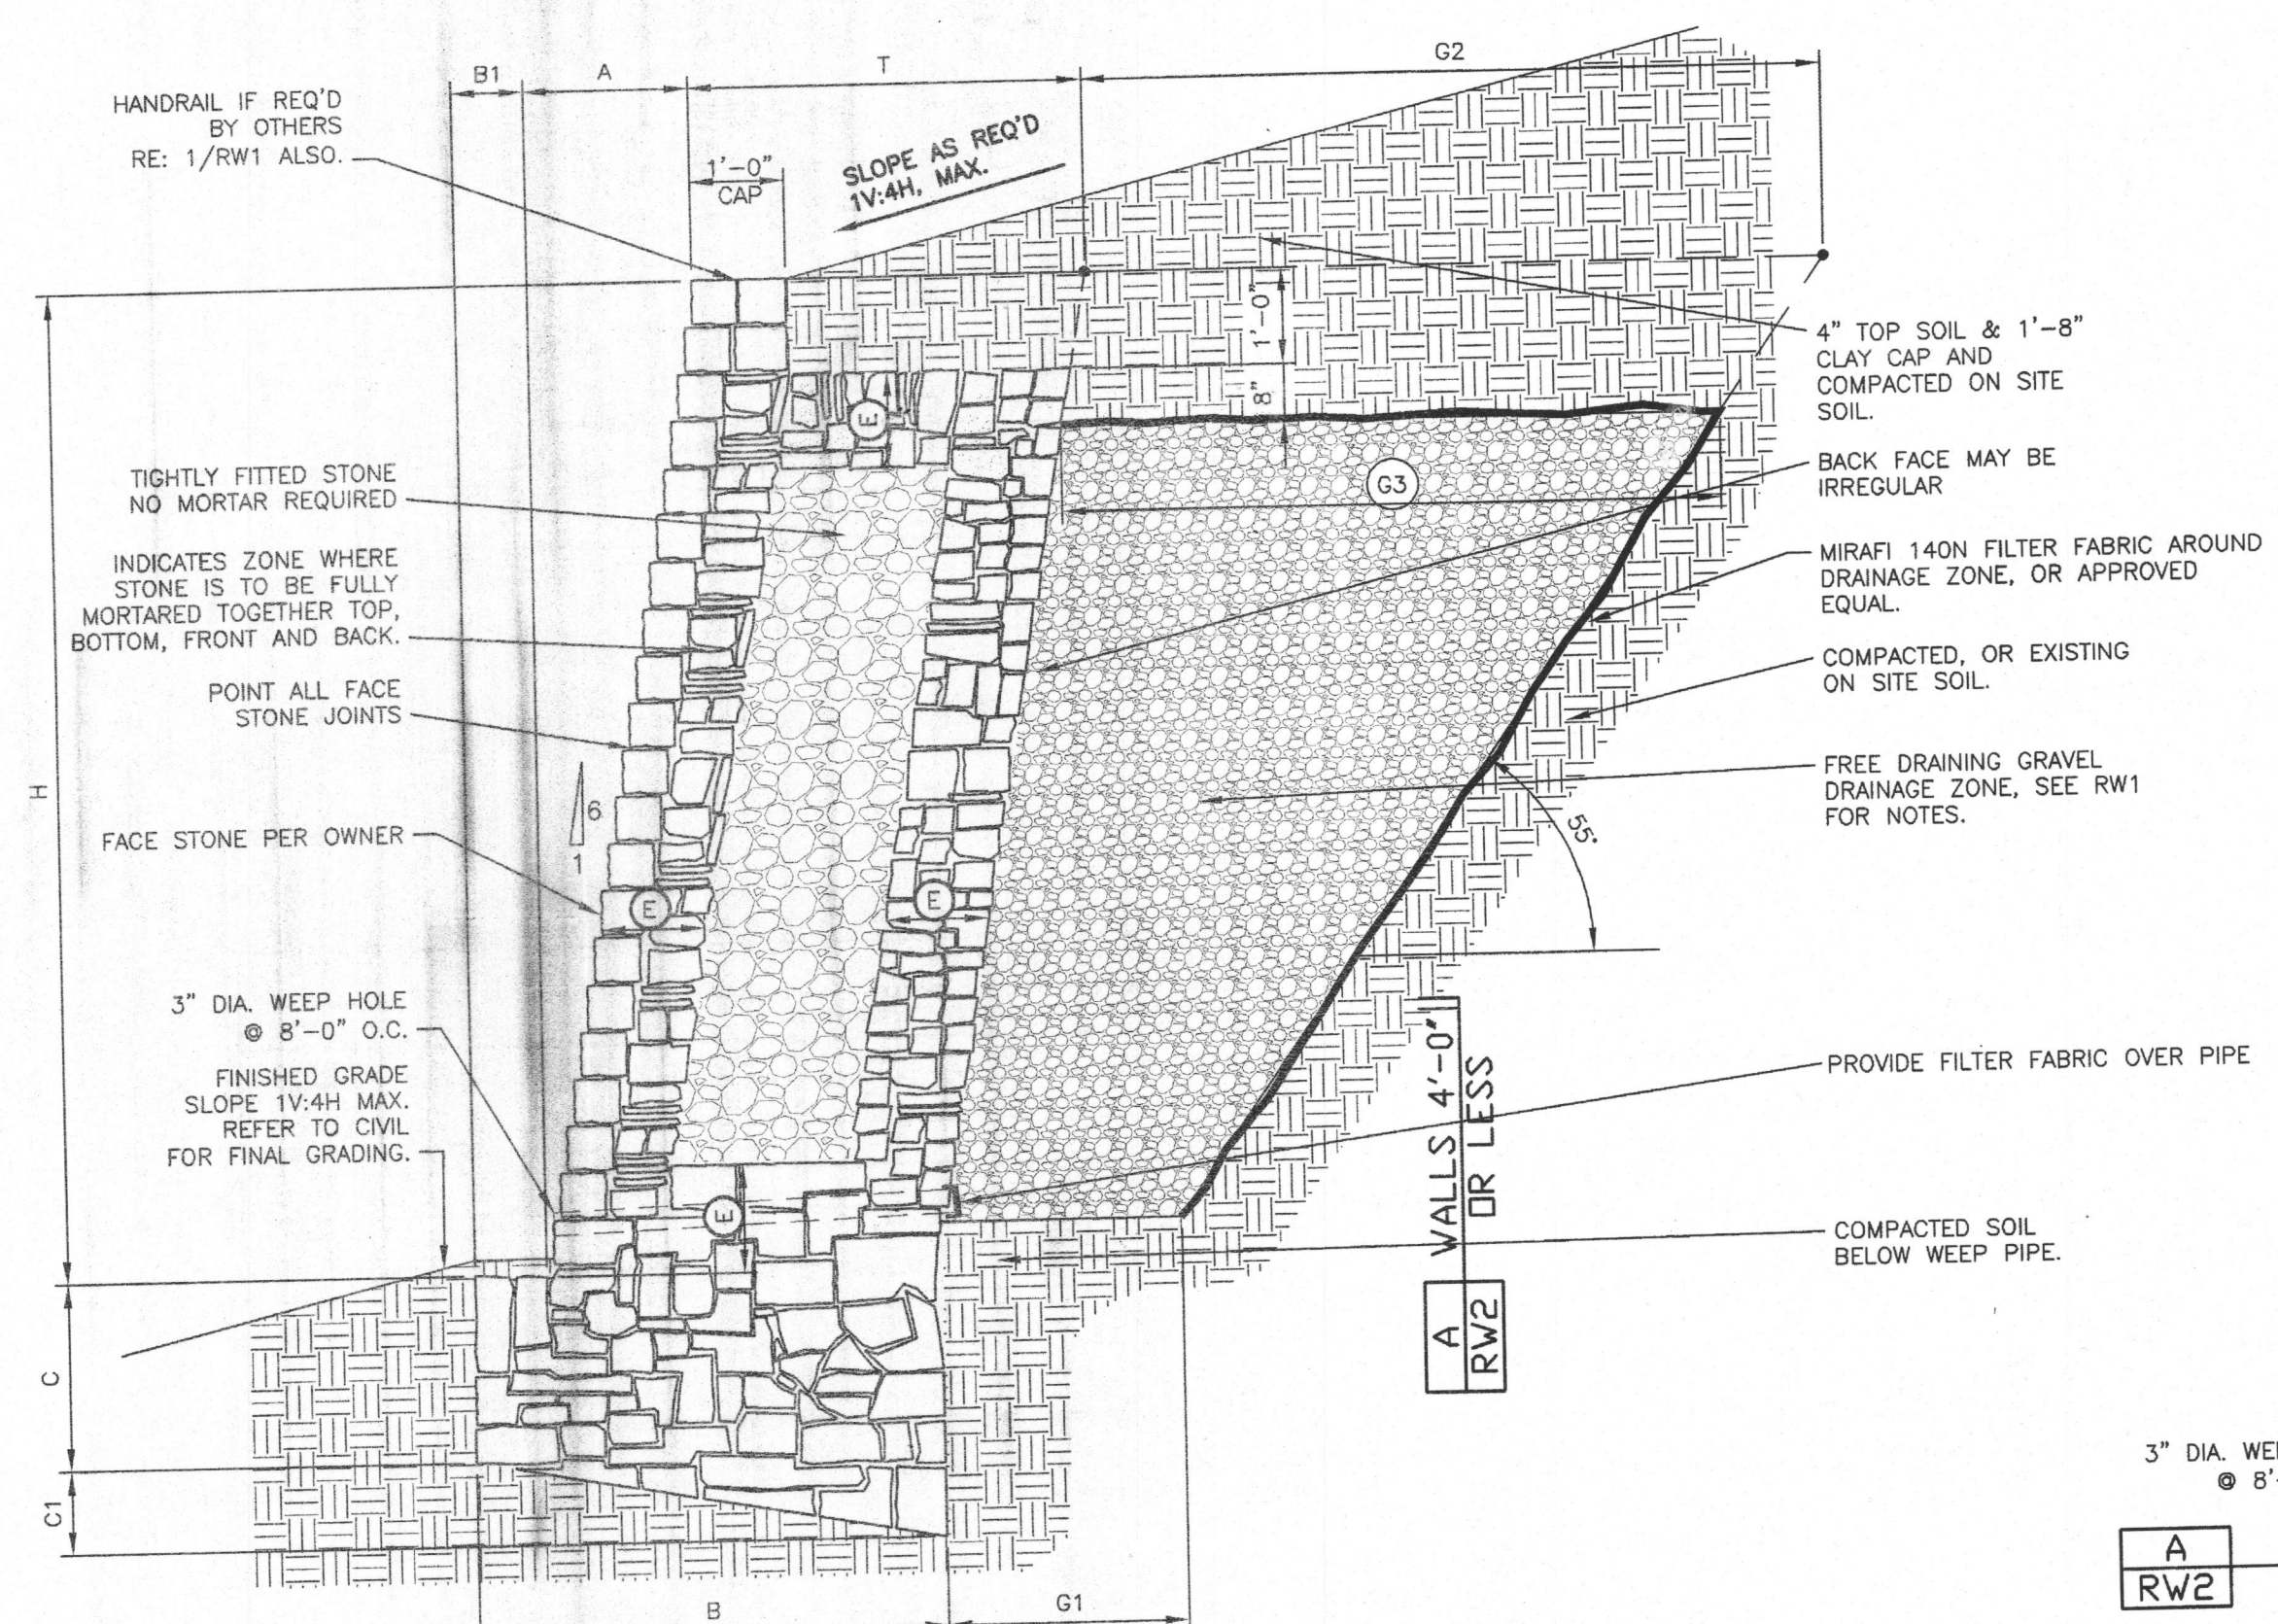 B1
A
T
G2
HANDRAIL IF REQ'D
BY OTHERS
RE: 1/RW1 ALSO.
1'-0"
CAP
SLOPE AS REQ'D
1V:4H, MAX.
1'-0"
8"
4" TOP SOIL & 1'-8"
CLAY CAP AND
COMPACTED ON SITE
SOIL.
E
TIGHTLY FITTED STONE
NO MORTAR REQUIRED
G3
BACK FACE MAY BE
IRREGULAR
INDICATES ZONE WHERE
STONE IS TO BE FULLY
MORTARED TOGETHER TOP,
BOTTOM, FRONT AND BACK.
MIRAFI 140N FILTER FABRIC AROUND
DRAINAGE ZONE, OR APPROVED
EQUAL.
POINT ALL FACE
STONE JOINTS
COMPACTED, OR EXISTING
ON SITE SOIL.
H
6
1
FREE DRAINING GRAVEL
DRAINAGE ZONE, SEE RW1
FOR NOTES.
55°
FACE STONE PER OWNER
E
E
3" DIA. WEEP HOLE
@ 8'-0" O.C.
FINISHED GRADE
SLOPE 1V:4H MAX.
REFER TO CIVIL
FOR FINAL GRADING.
PROVIDE FILTER FABRIC OVER PIPE
WALLS 4'-0"
OR LESS
A
RW2
E
COMPACTED SOIL
BELOW WEEP PIPE.
C
C1
3" DIA.
@
A
RW2
B
G1